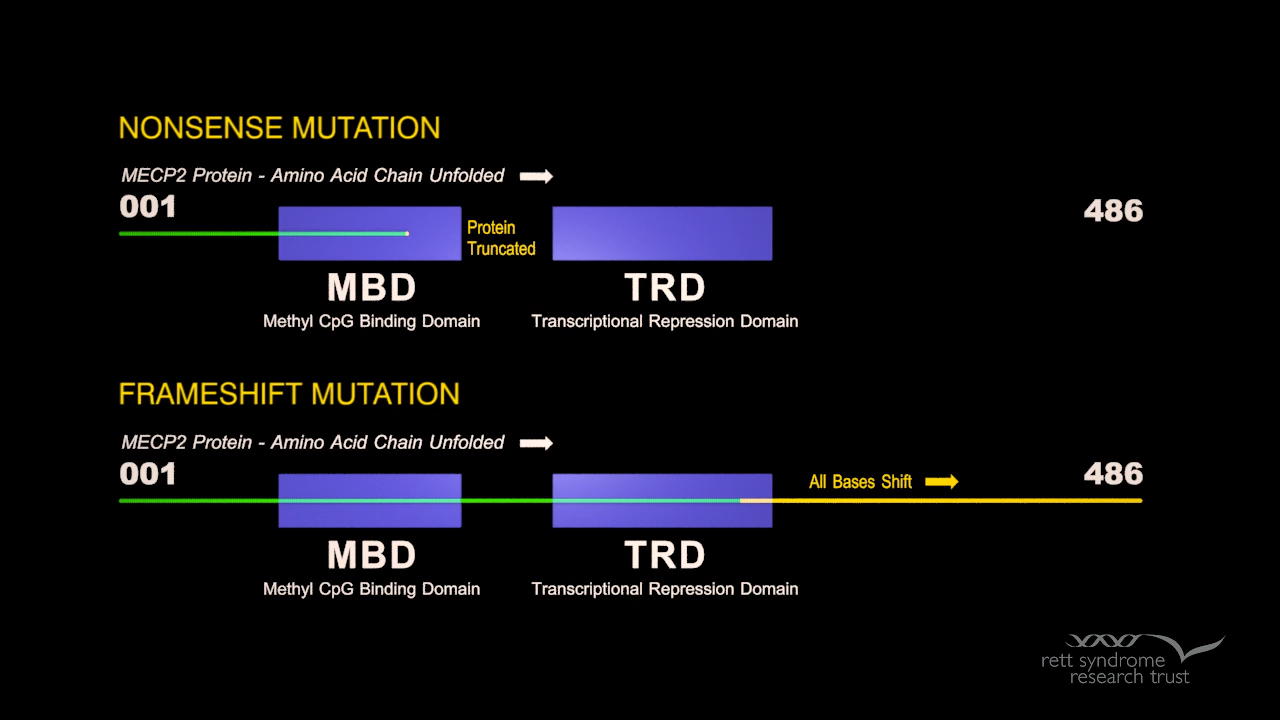 NONSENSE MUTATION
MECP2 Protein - Amino Acid Chain Unfolded
001
486
Protein
Truncated
MBD
TRD
Methyl CpG Binding Domain
Transcriptional Repression Domain
FRAMESHIFT MUTATION
MECP2 Protein - Amino Acid Chain Unfolded
001
All Bases Shift
486
MBD
TRD
Methyl CpG Binding Domain
Transcriptional Repression Domain
rett syndrome
research trust